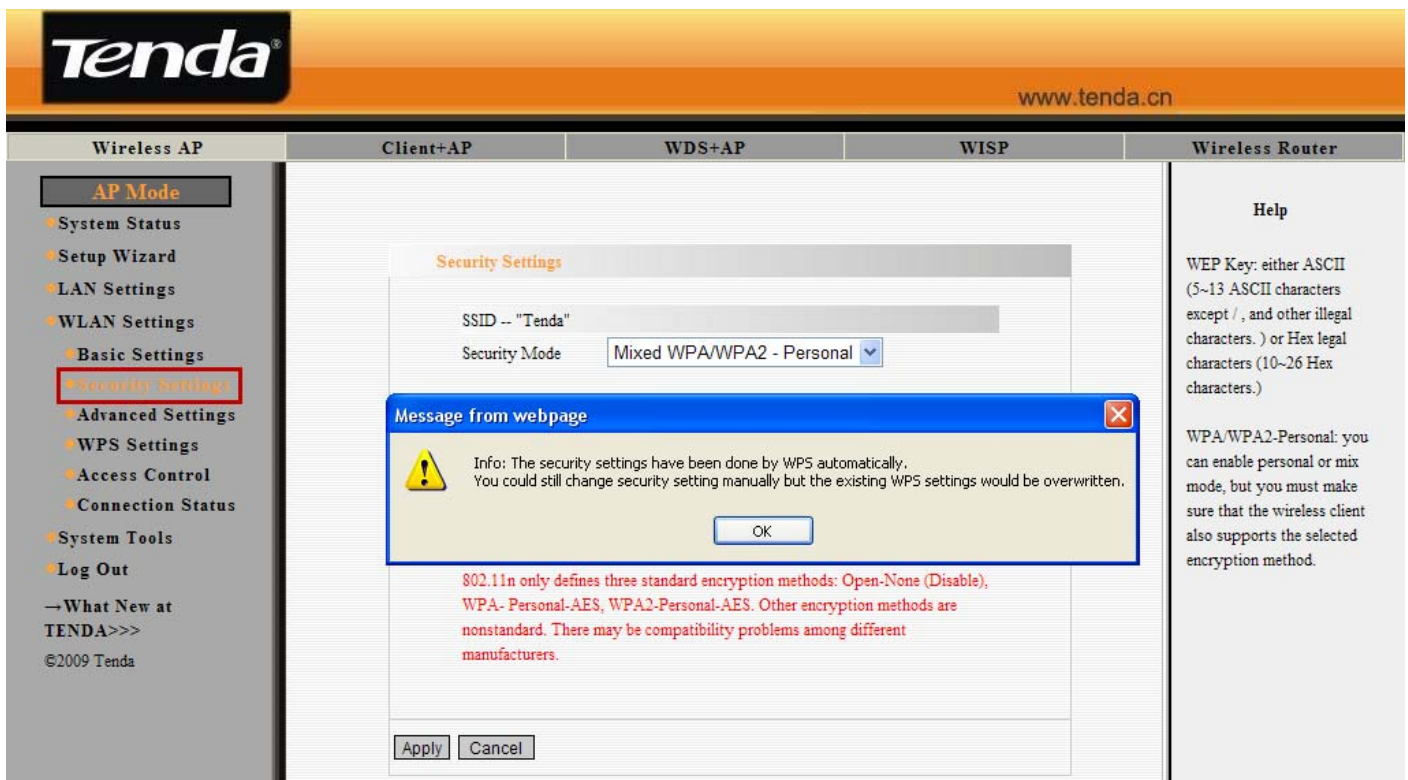 Tenda®
www.tenda.cn
Wireless AP
Client+AP
WDS+AP
WISP
Wireless Router
AP Mode
System Status
Setup Wizard
LAN Settings
WLAN Settings
Basic Settings
Security Settings
Advanced Settings
WPS Settings
Access Control
Connection Status
System Tools
Log Out
→What New at
TENDA>>>
©2009 Tenda
Security Settings
SSID -- "Tenda"
Security Mode Mixed WPA/WPA2 - Personal
Message from webpage
Info: The security settings have been done by WPS automatically.
You could still change security setting manually but the existing WPS settings would be overwritten.
OK
802.11n only defines three standard encryption methods: Open-None (Disable),
WPA- Personal-AES, WPA2-Personal-AES. Other encryption methods are
nonstandard. There may be compatibility problems among different
manufacturers.
Apply Cancel
Help
WEP Key: either ASCII
(5~13 ASCII characters
except / , and other illegal
characters. ) or Hex legal
characters (10~26 Hex
characters.)
WPA/WPA2-Personal: you
can enable personal or mix
mode, but you must make
sure that the wireless client
also supports the selected
encryption method.